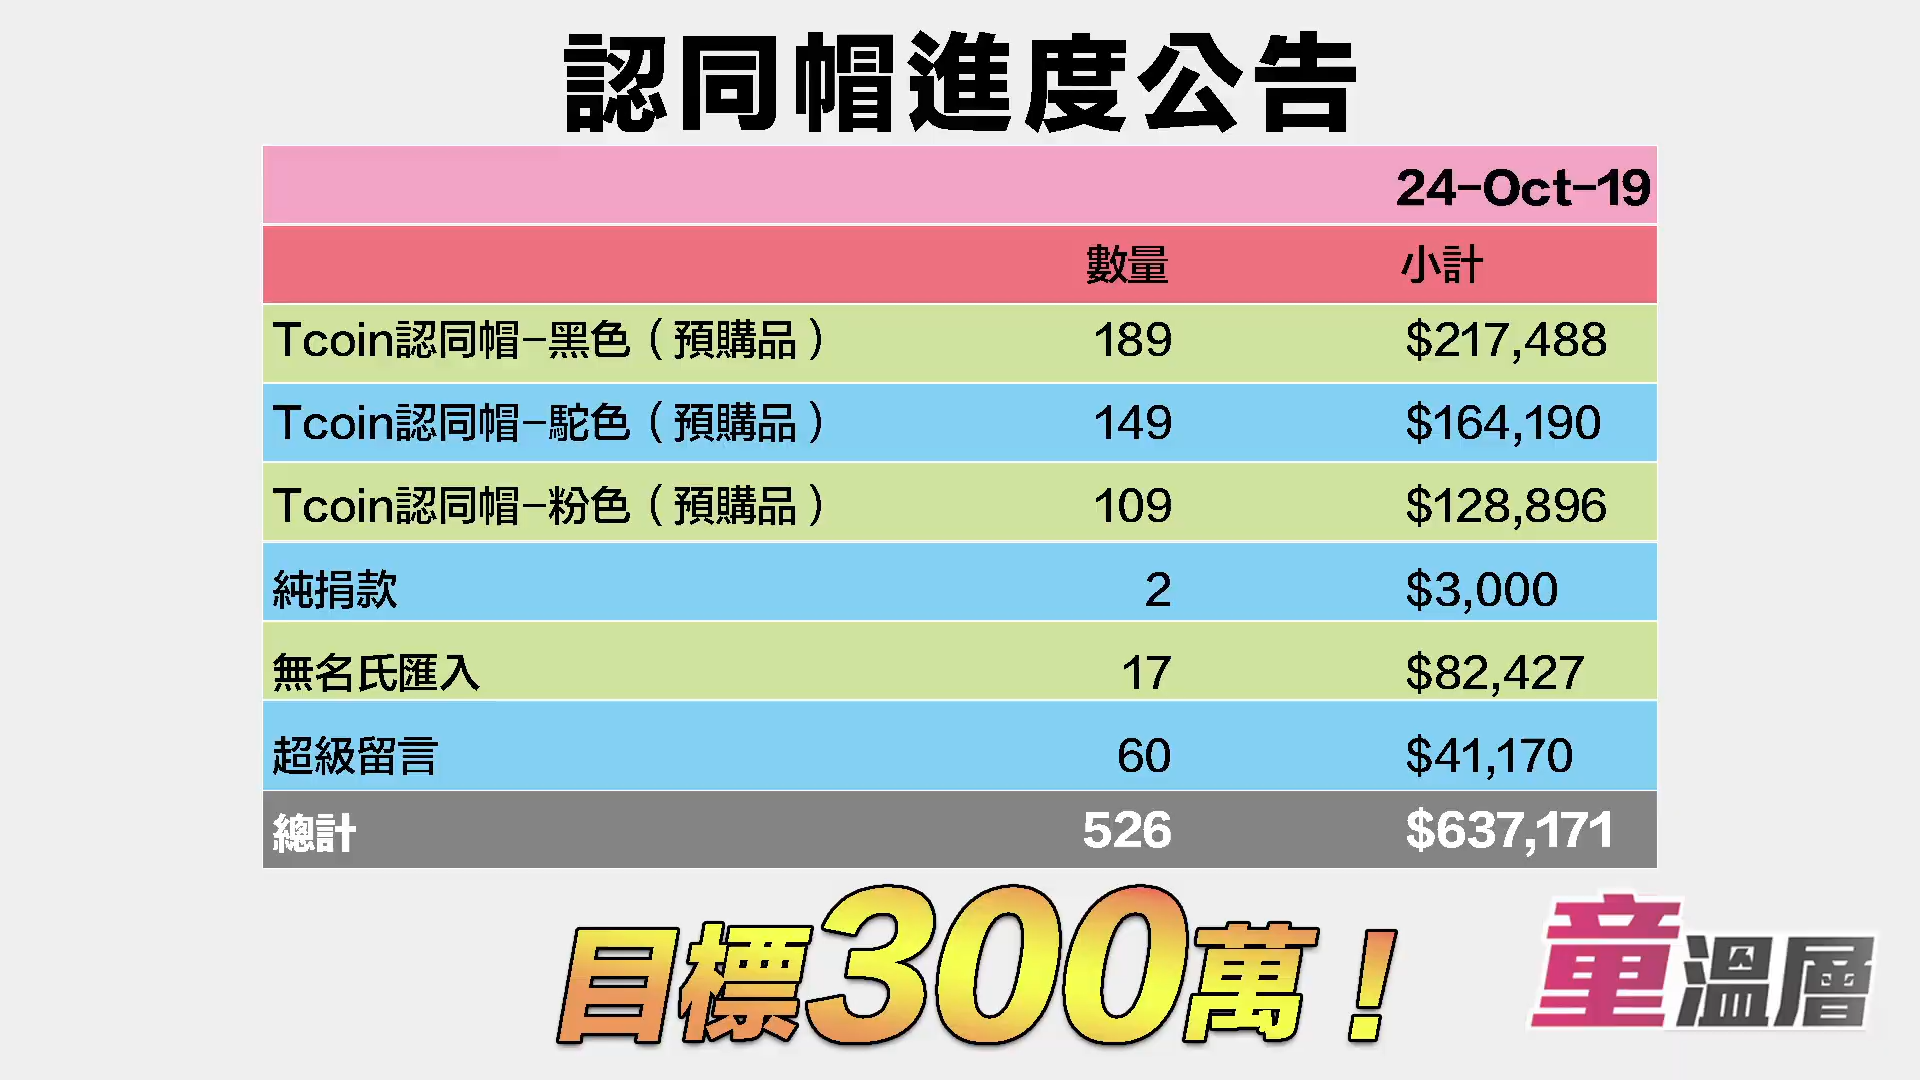 認同帽進度公告
24-Oct-19
數量 小計
Tcoin認同帽-黑色（預購品） 189 $217,488
Tcoin認同帽-駝色（預購品） 149 $164,190
Tcoin認同帽-粉色（預購品） 109 $128,896
純捐款 2 $3,000
無名氏匯入 17 $82,427
超級留言 60 $41,170
總計 526 $637,171
目標300萬！
童溫層